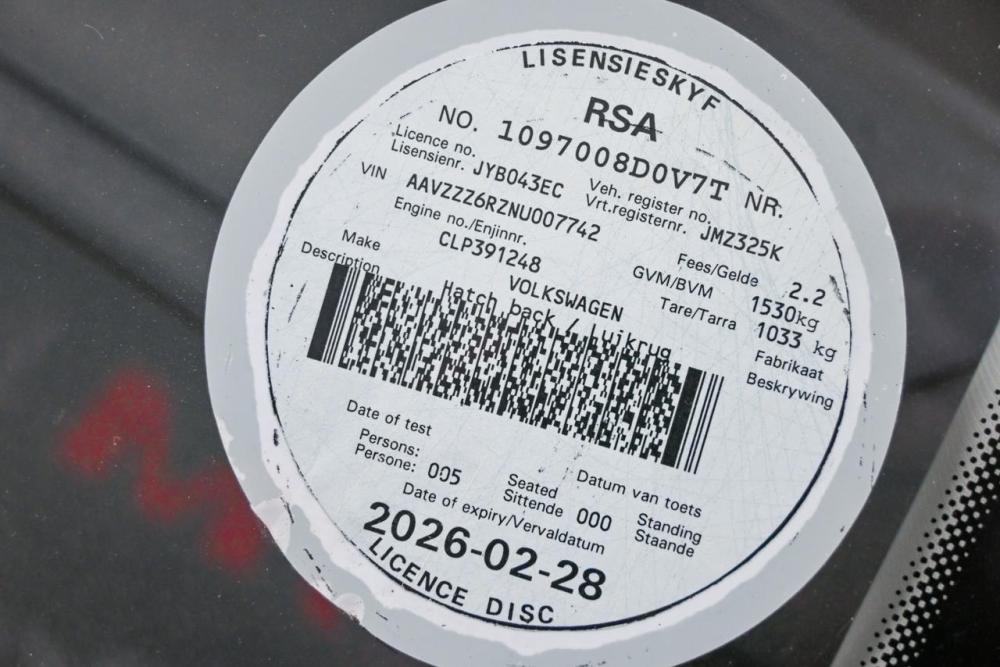 LISENSIESKYF
RSA
NO. 1097008D0V7T NR.
Licence no. Veh. register no.
Lisensienr. JYB043EC Vrt.registernr. JMZ325K
VIN AAVZZZ6RZNU007742
Engine no./Enjinnr. Fees/Gelde 2.2
CLP391248 GVM/BVM 1530kg
Make VOLKSWAGEN Tare/Tarra 1033 kg
Description Hatch back / Luikrug Fabrikaat
Beskrywing
Date of test Datum van toets
Persons: Seated Standing
Persone: 005 Sittende 000 Staande
Date of expiry/Vervaldatum
2026-02-28
LICENCE DISC